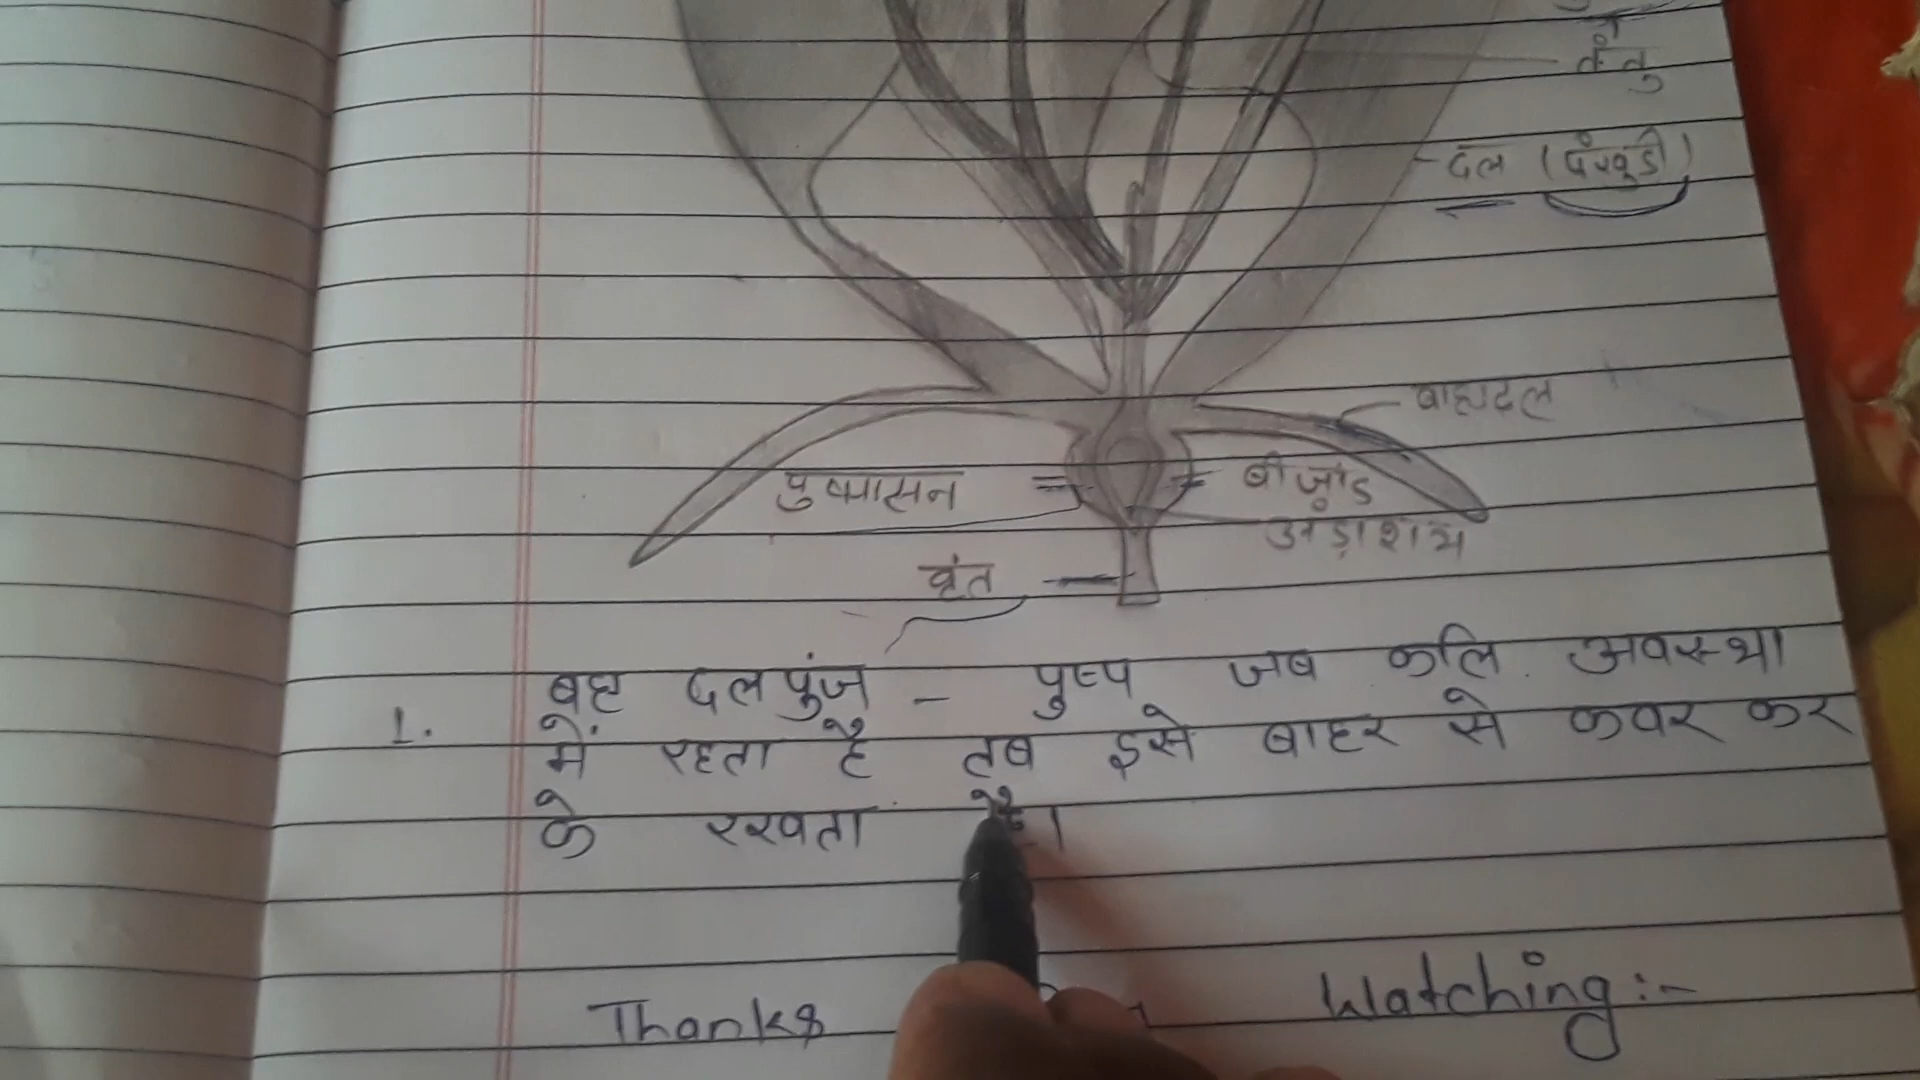 तंतु
दल (पंखुडी)
बाह्यदल
पुष्पासन
बीजांड
अंडाशय
वृंत
1. बाह्य दलपुंज - पुष्प जब कलि अवस्था
में रहता है तब इसे बाहर से कवर कर
के रखता है।
Thanks Watching:-